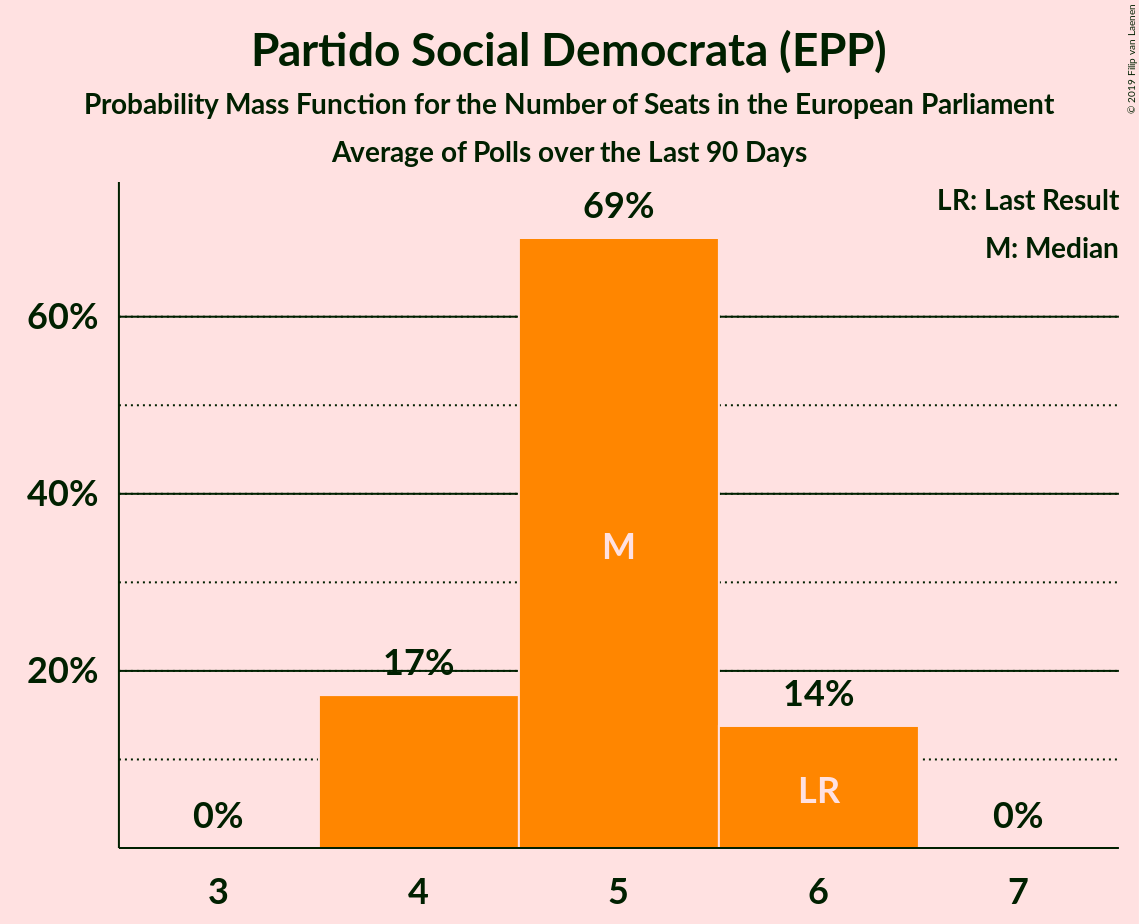 Partido Social Democrata (EPP)
Probability Mass Function for the Number of Seats in the European Parliament
Average of Polls over the Last 90 Days
© 2019 Filip van Laenen
LR: Last Result
M: Median
69%
60%
40%
M
20%
17%
14%
LR
0%
0%
3 4 5 6 7